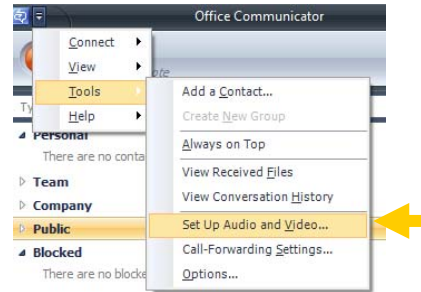 Office Communicator
Connect
View
Tools
Help
Add a Contact...
Create New Group
Always on Top
View Received Files
View Conversation History
Set Up Audio and Video...
Call-Forwarding Settings...
Options...
Personal
There are no conta
Team
Company
Public
Blocked
There are no blocke